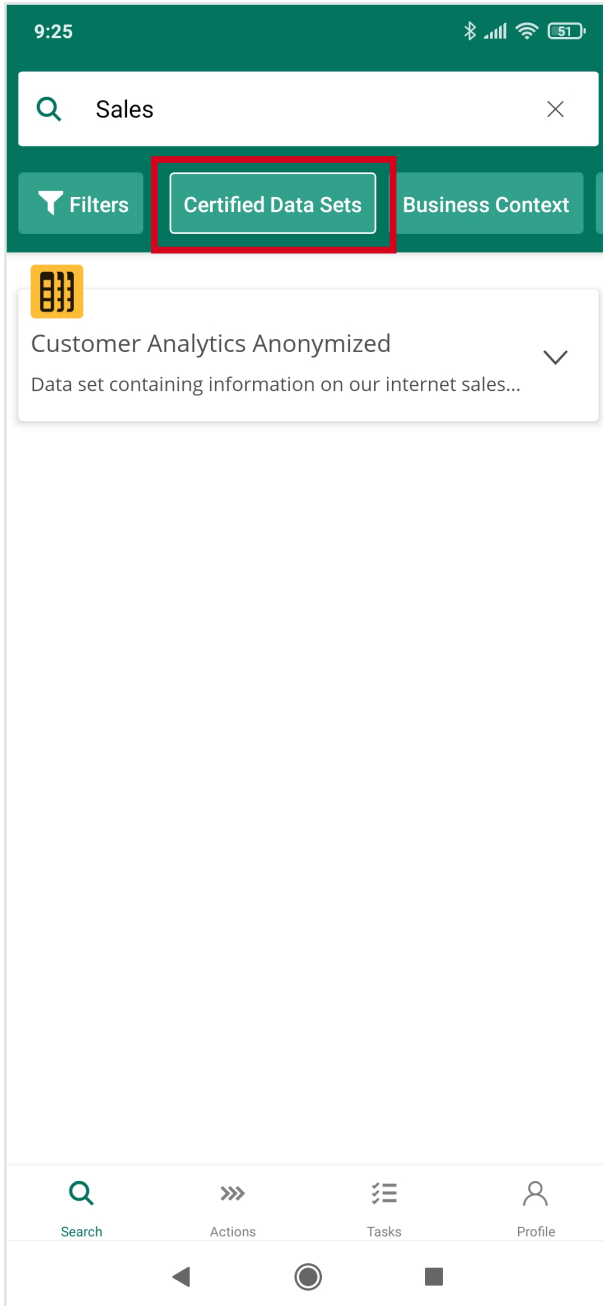 9:25
51
Sales
Filters
Certified Data Sets
Business Context
Customer Analytics Anonymized
Data set containing information on our internet sales...
Search
Actions
Tasks
Profile